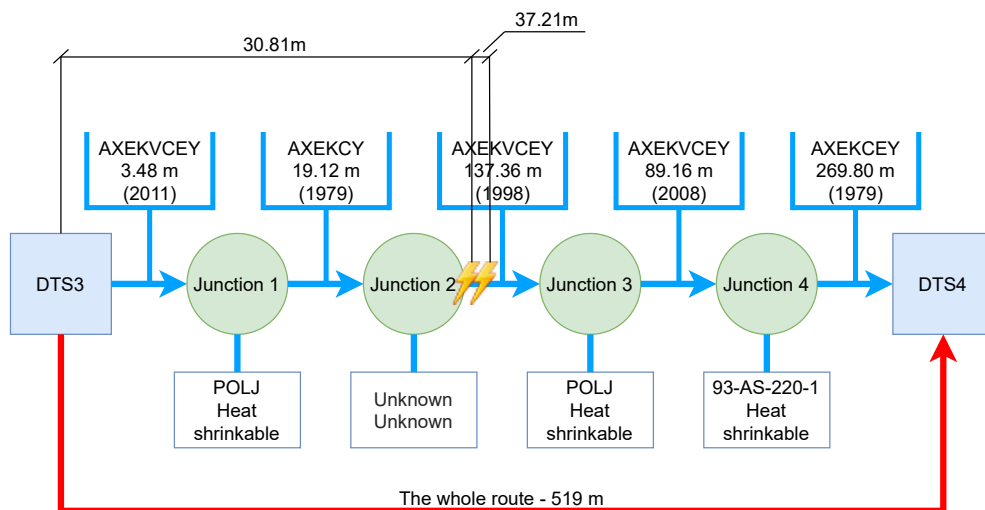 37.21m
30.81m
AXEKVCEY
3.48 m
(2011)
AXEKCY
19.12 m
(1979)
AXEKVCEY
137.36 m
(1998)
AXEKVCEY
89.16 m
(2008)
AXEKCEY
269.80 m
(1979)
DTS3
Junction 1
Junction 2
Junction 3
Junction 4
DTS4
POLJ
Heat
shrinkable
Unknown
Unknown
POLJ
Heat
shrinkable
93-AS-220-1
Heat
shrinkable
The whole route - 519 m